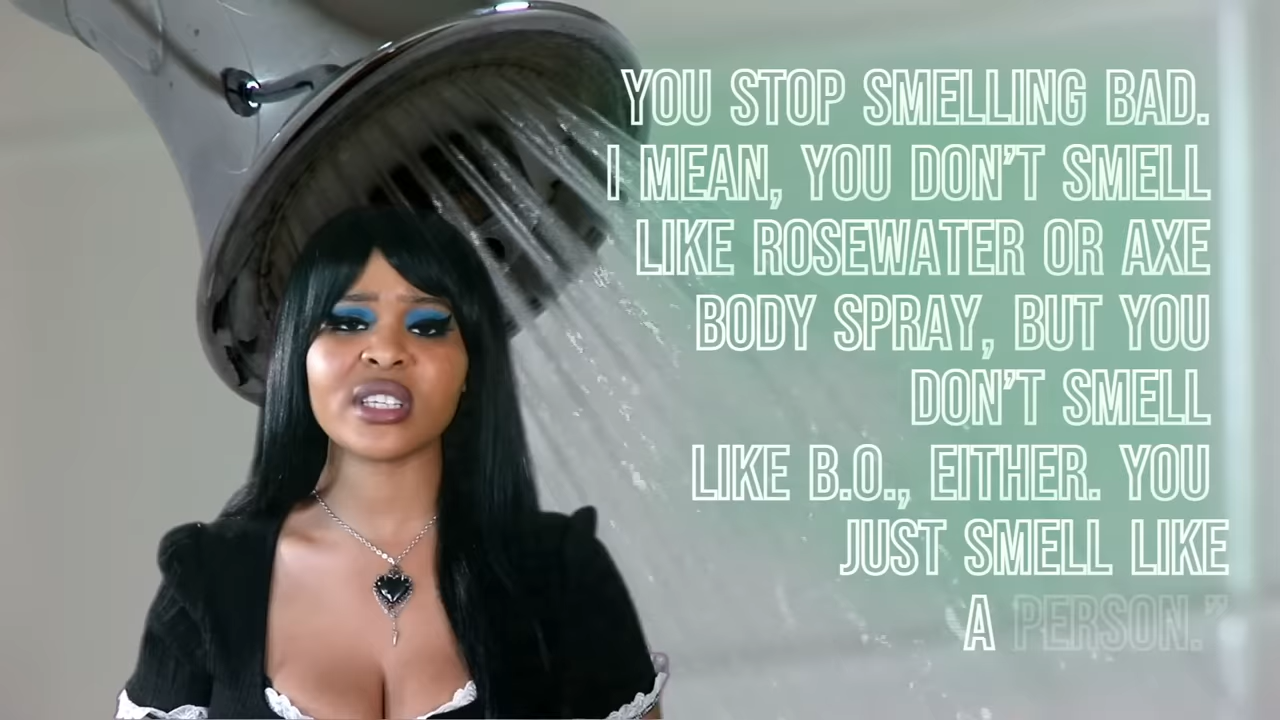 YOU STOP SMELLING BAD.
I MEAN, YOU DON’T SMELL
LIKE ROSEWATER OR AXE
BODY SPRAY, BUT YOU
DON’T SMELL
LIKE B.O., EITHER. YOU
JUST SMELL LIKE
A PERSON.”